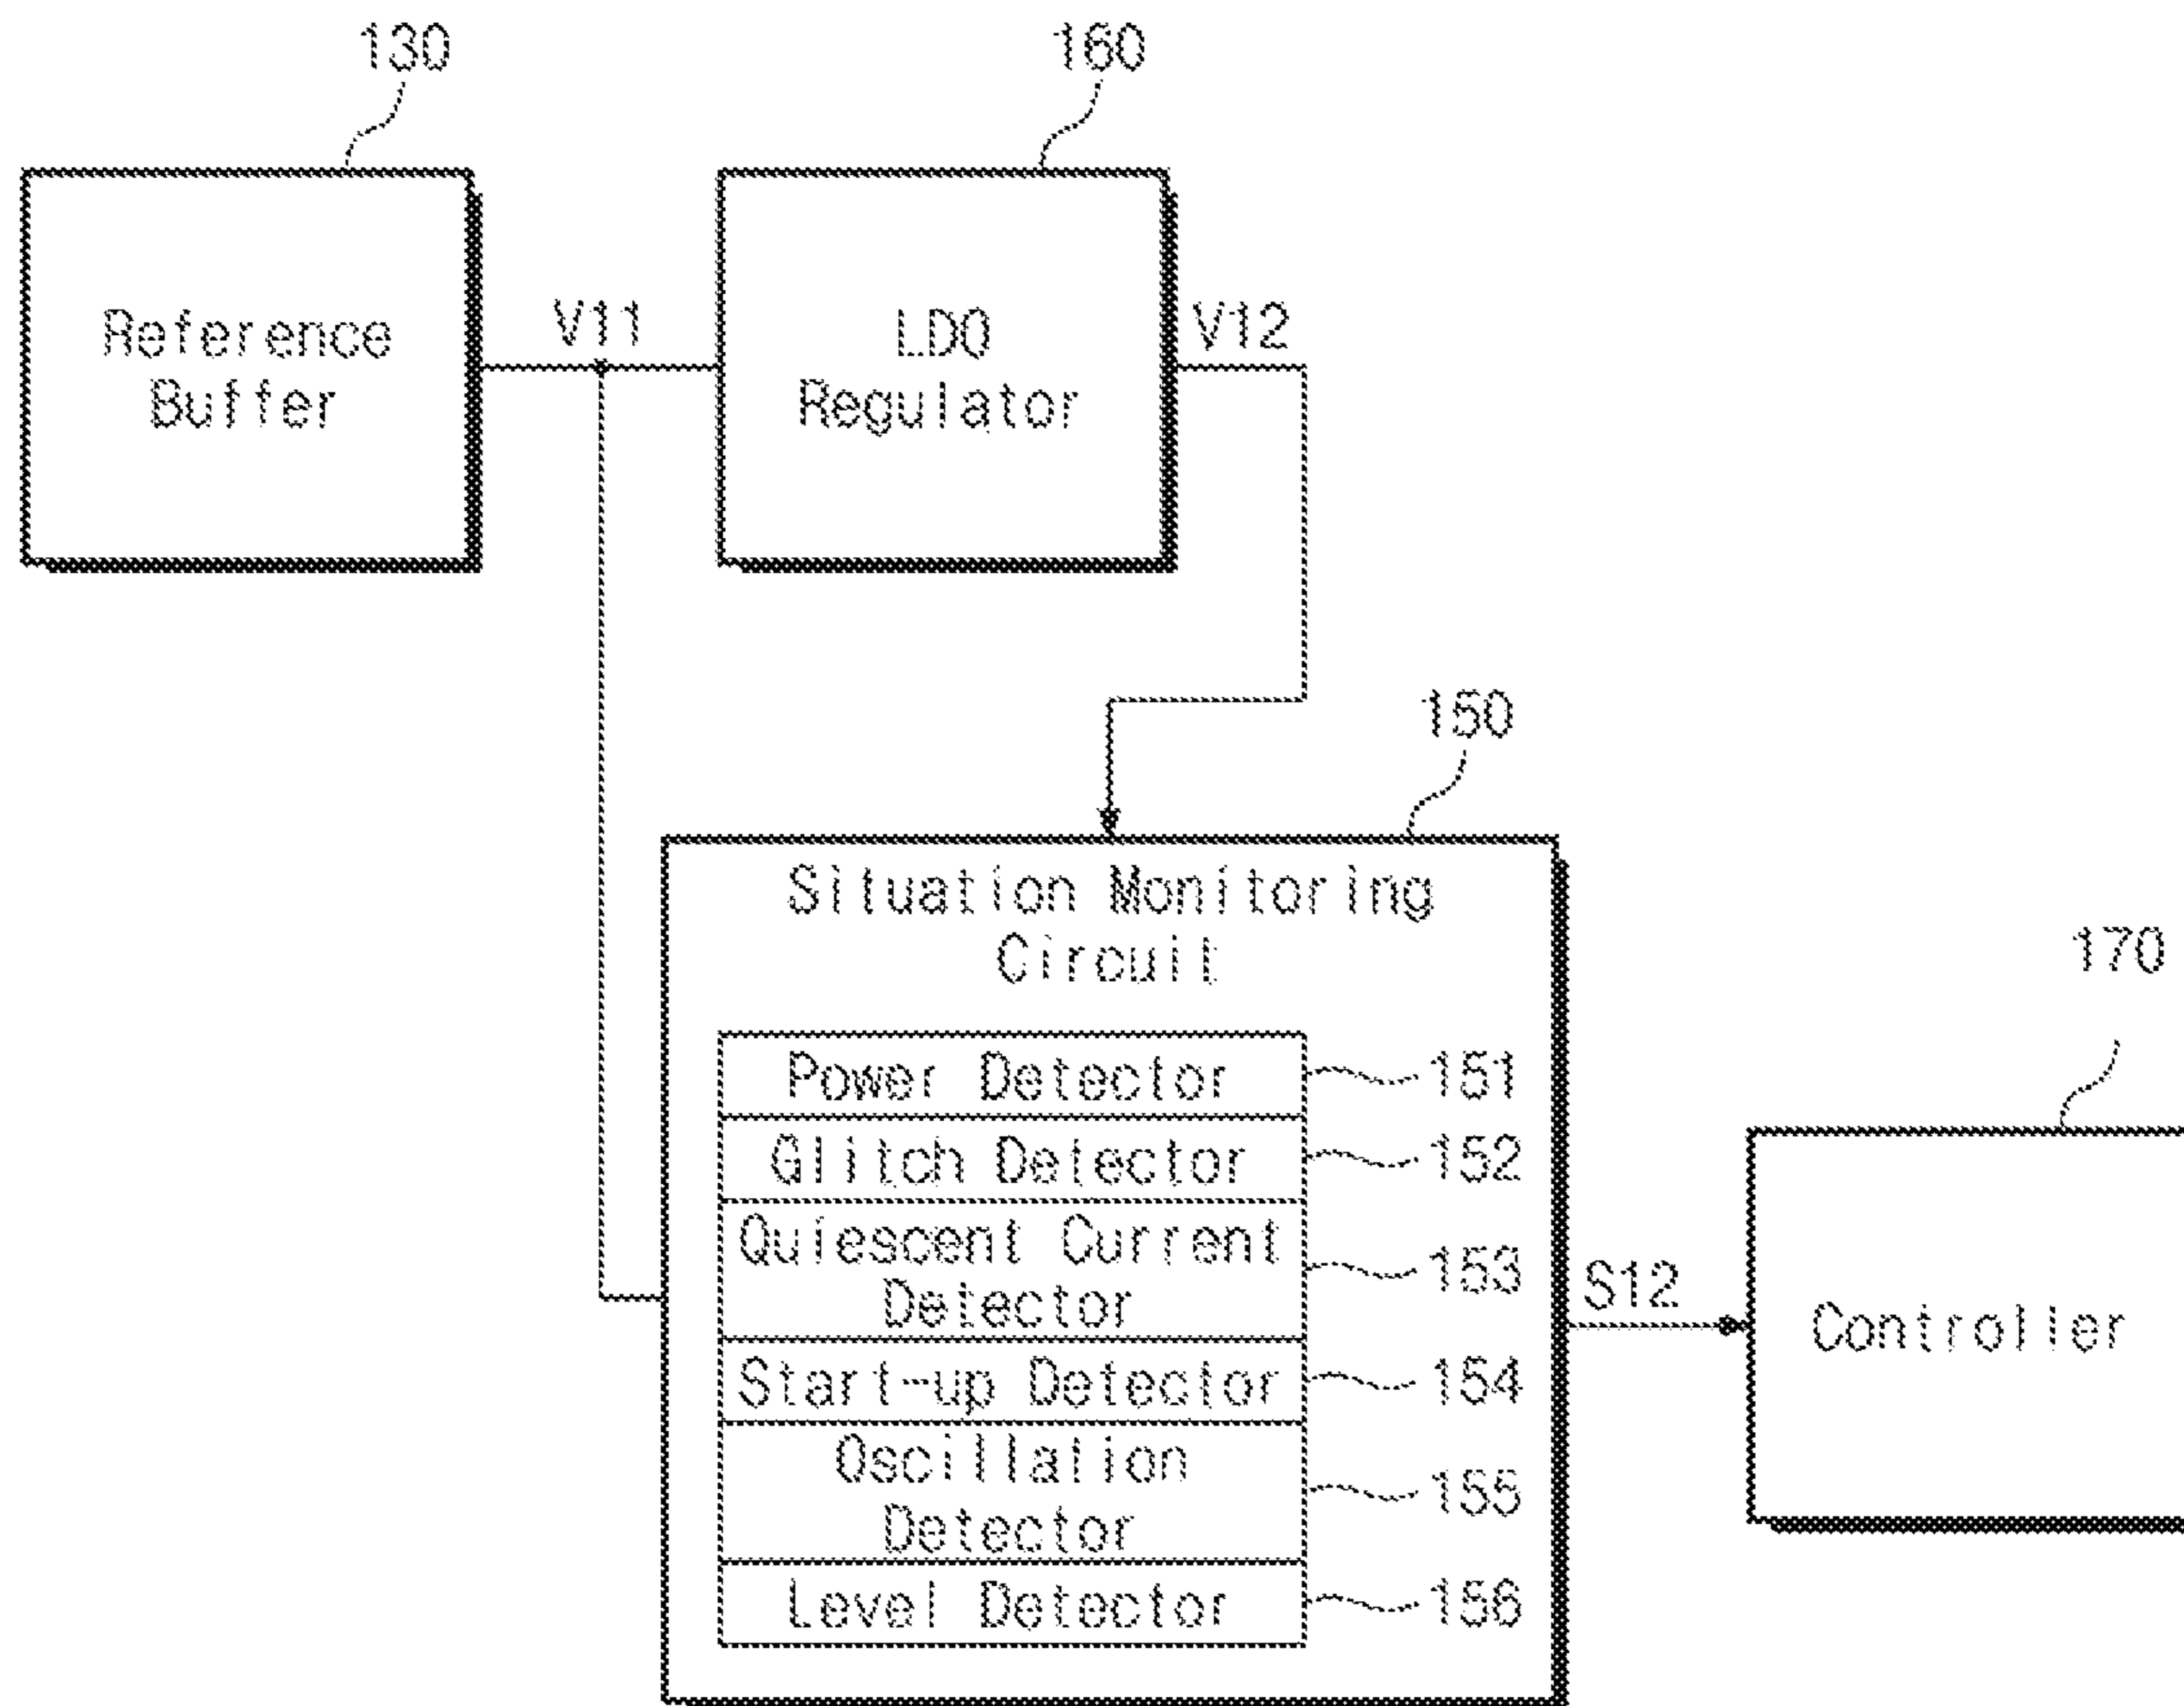 130
160
Reference
Buffer
V11
LDO
Regulator
V12
150
Situation Monitoring
Circuit
Power Detector
151
Glitch Detector
152
Quiescent Current
Detector
153
Start-up Detector
154
Oscillation
Detector
155
Level Detector
156
S12
170
Controller